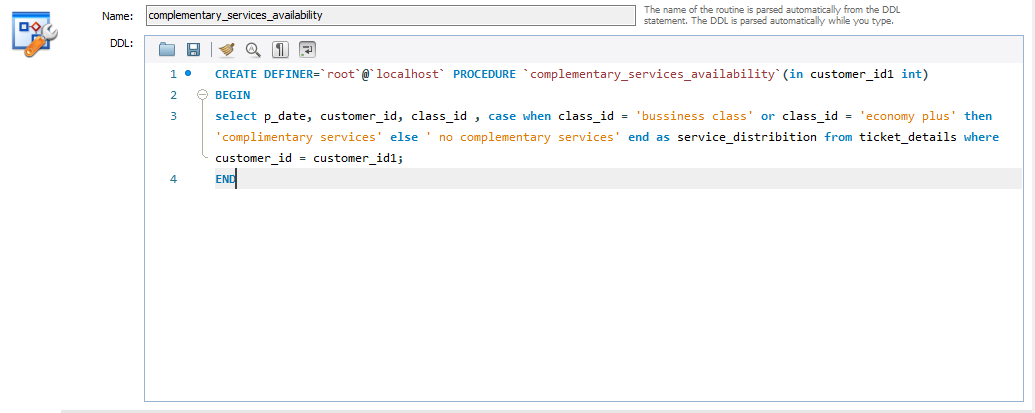 Name: complementary_services_availability
The name of the routine is parsed automatically from the DDL
statement. The DDL is parsed automatically while you type.
DDL:
1 CREATE DEFINER=`root`@`localhost` PROCEDURE `complementary_services_availability`(in customer_id1 int)
2 BEGIN
3 select p_date, customer_id, class_id , case when class_id = 'bussiness class' or class_id = 'economy plus' then
'complimentary services' else ' no complementary services' end as service_distribition from ticket_details where
customer_id = customer_id1;
4 END